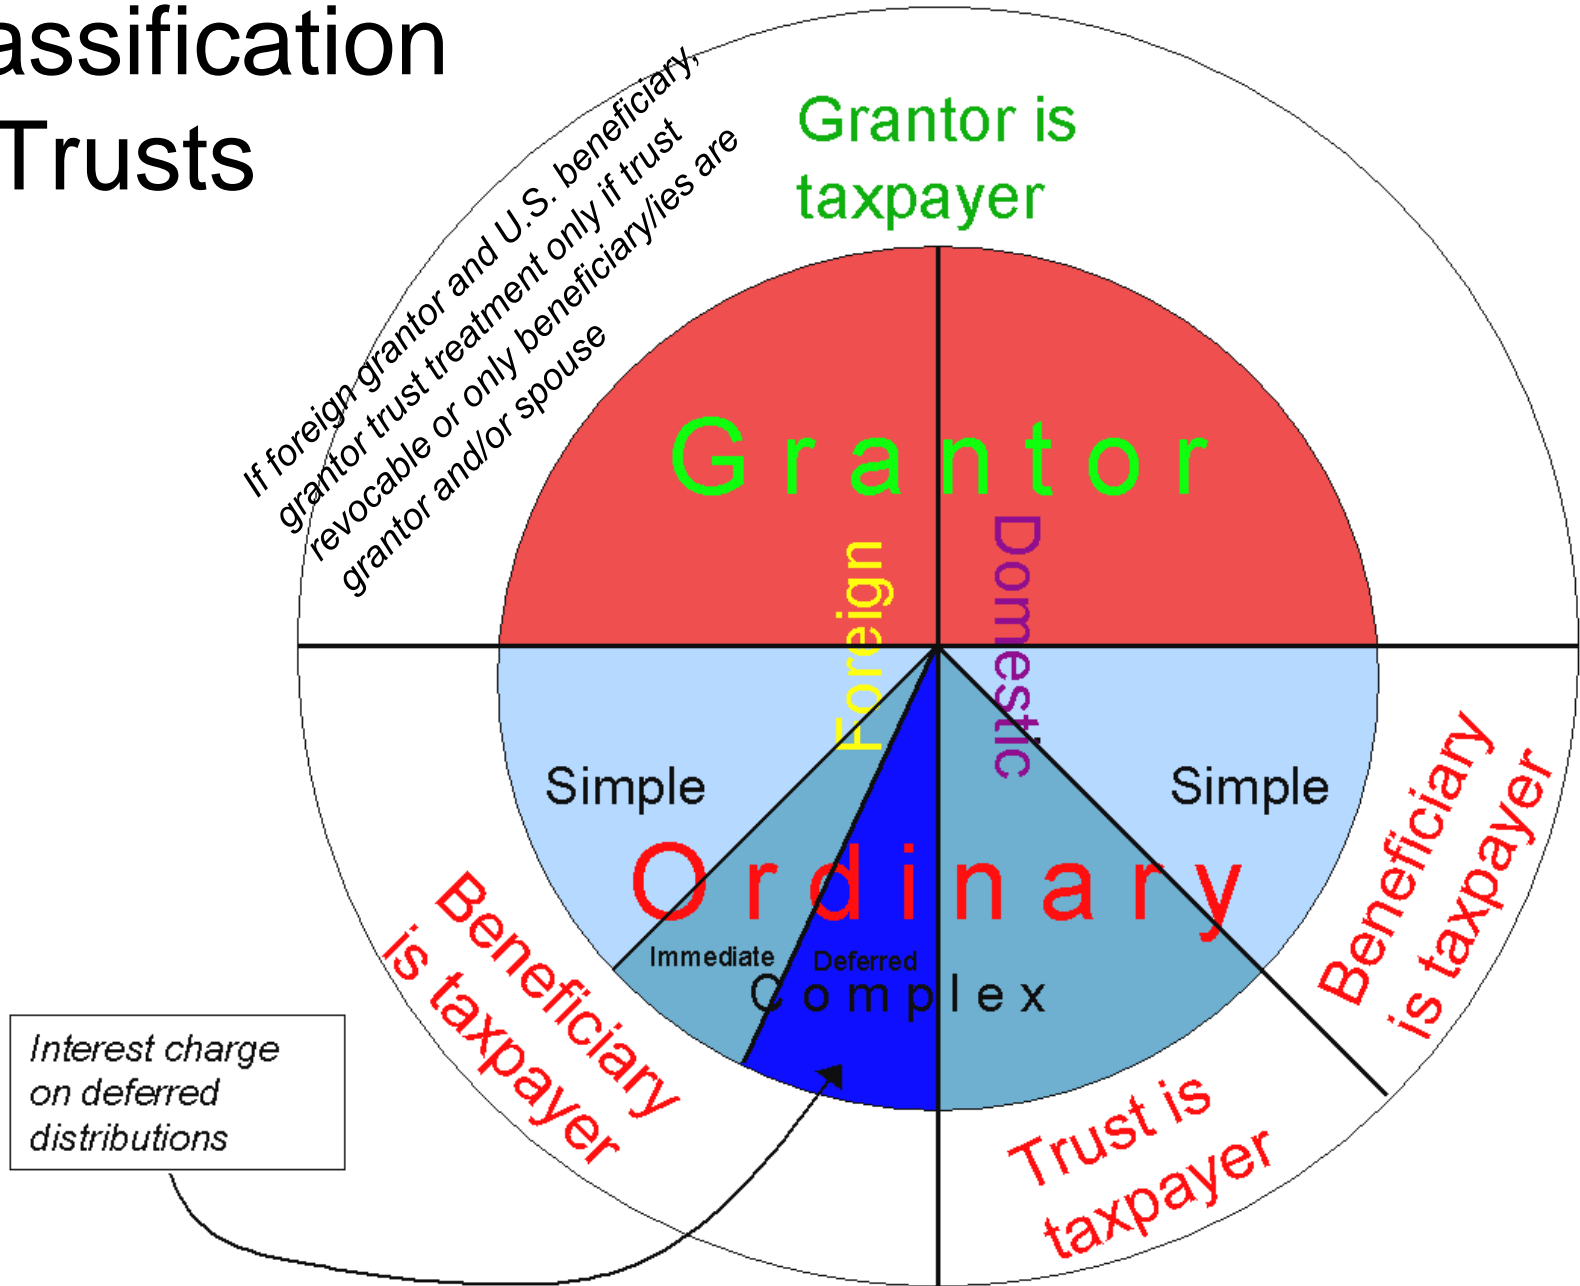 assification
Trusts
If foreign grantor and U.S. beneficiary,
grantor trust treatment only if trust
revocable or only beneficiary/ies are
grantor and/or spouse
Grantor is
taxpayer
Grantor
Foreign
Domestic
Simple
Simple
Ordinary
Immediate
Deferred
Complex
Beneficiary
is taxpayer
Beneficiary
is taxpayer
Trust is
taxpayer
Interest charge
on deferred
distributions